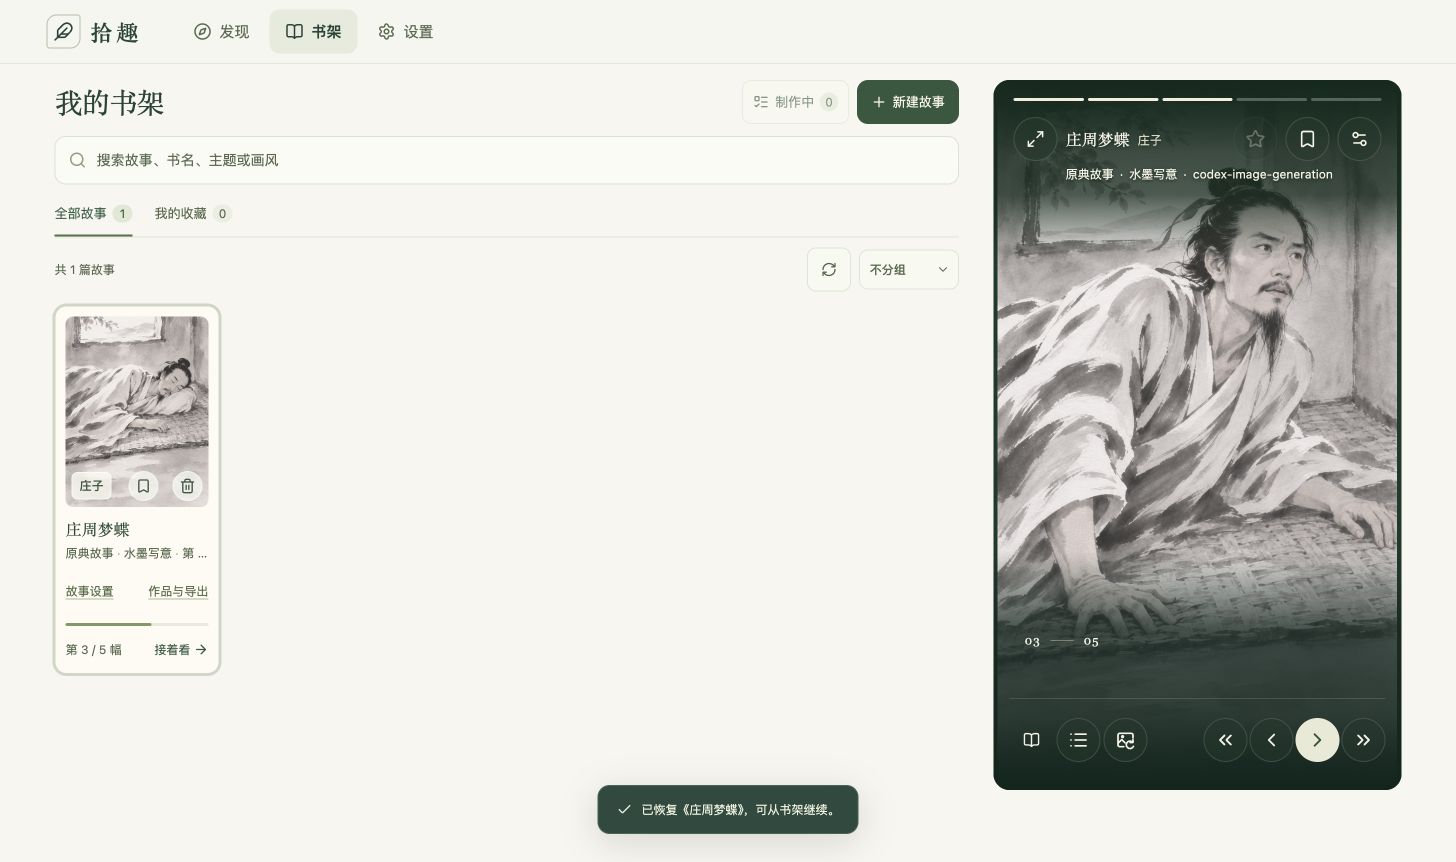 拾趣
发现
书架
设置
我的书架
制作中 0
新建故事
搜索故事、书名、主题或画风
全部故事 1
我的收藏 0
共 1 篇故事
不分组
庄子
庄周梦蝶
原典故事 · 水墨写意 · 第 ...
故事设置
作品与导出
第 3 / 5 幅
接着看
庄周梦蝶 庄子
原典故事 · 水墨写意 · codex-image-generation
03 — 05
已恢复《庄周梦蝶》，可从书架继续。